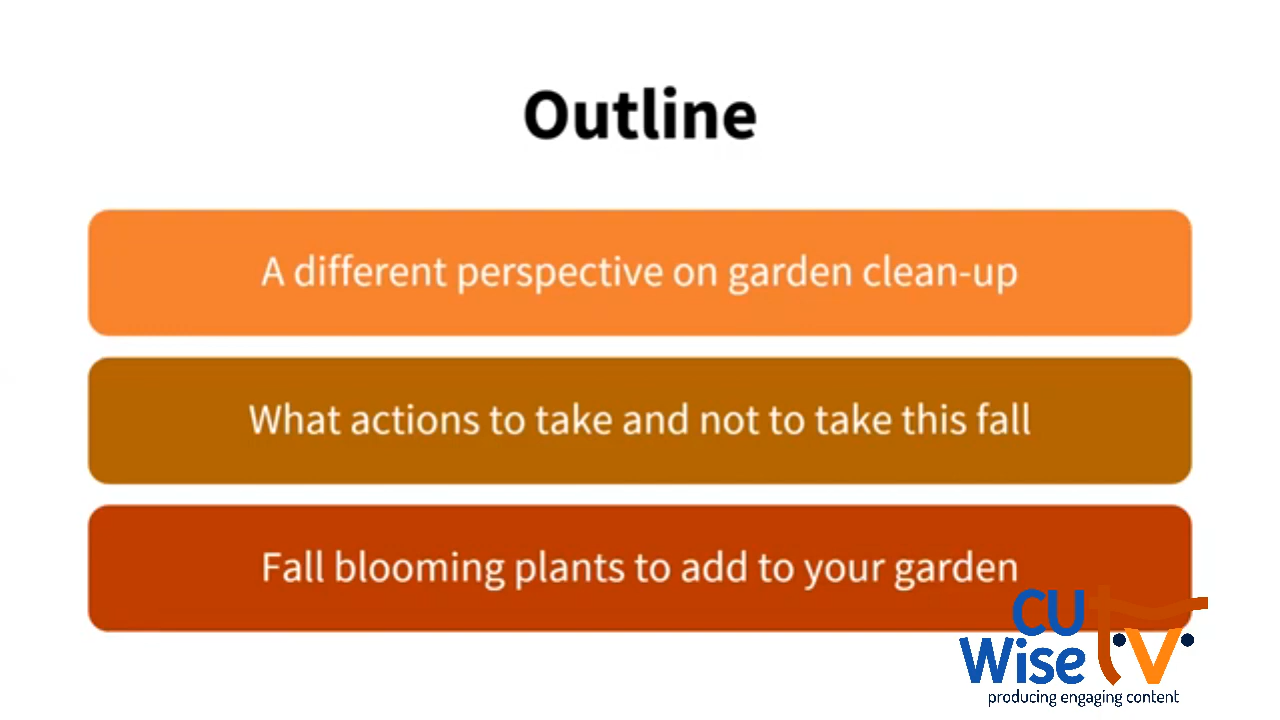 Outline
A different perspective on garden clean-up
What actions to take and not to take this fall
Fall blooming plants to add to your garden
CU
Wise t.v.
producing engaging content